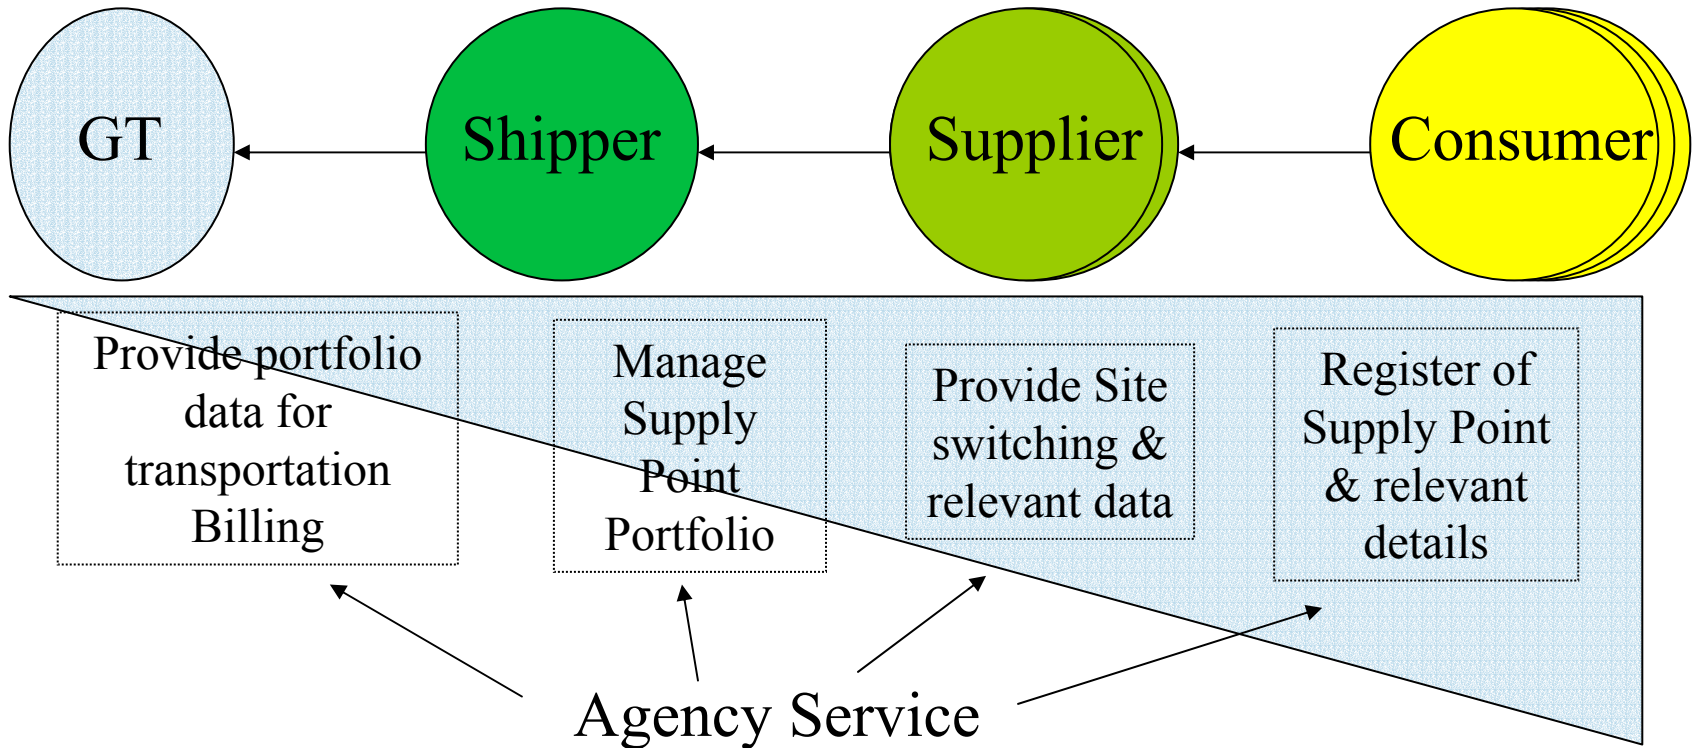 GT
Shipper
Supplier
Consumer
Provide portfolio
data for
transportation
Billing
Manage
Supply
Point
Portfolio
Provide Site
switching &
relevant data
Register of
Supply Point
& relevant
details
Agency Service